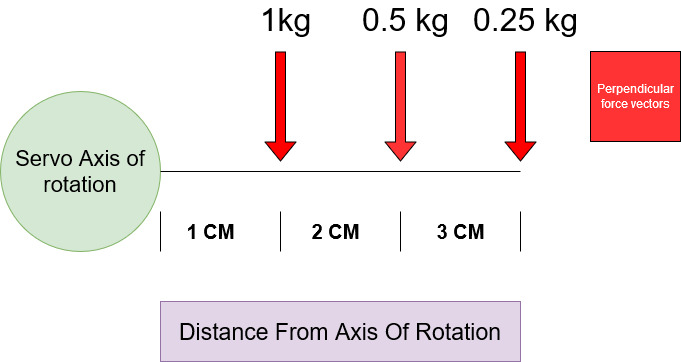 1kg
0.5 kg
0.25 kg
Perpendicular
force vectors
Servo Axis of
rotation
1 CM
2 CM
3 CM
Distance From Axis Of Rotation